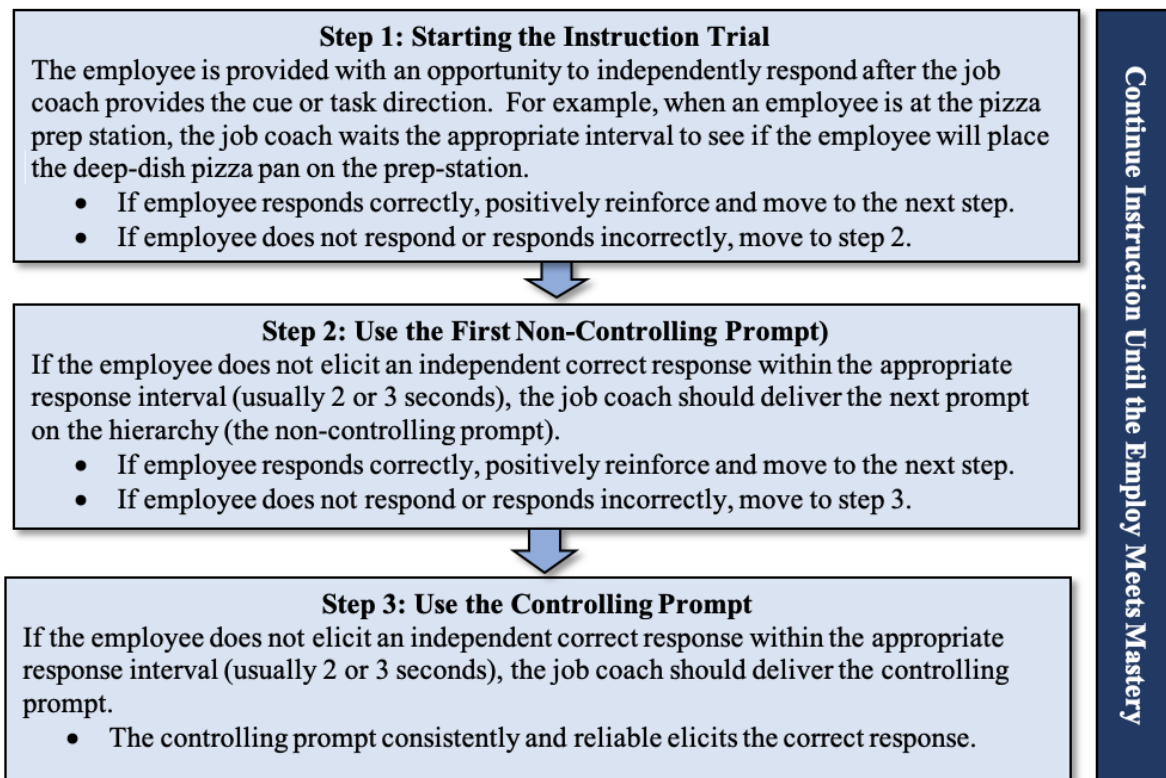 Step 1: Starting the Instruction Trial
The employee is provided with an opportunity to independently respond after the job
coach provides the cue or task direction.  For example, when an employee is at the pizza
prep station, the job coach waits the appropriate interval to see if the employee will place
the deep-dish pizza pan on the prep-station.
• If employee responds correctly, positively reinforce and move to the next step.
• If employee does not respond or responds incorrectly, move to step 2.
Step 2: Use the First Non-Controlling Prompt)
If the employee does not elicit an independent correct response within the appropriate
response interval (usually 2 or 3 seconds), the job coach should deliver the next prompt
on the hierarchy (the non-controlling prompt).
• If employee responds correctly, positively reinforce and move to the next step.
• If employee does not respond or responds incorrectly, move to step 3.
Step 3: Use the Controlling Prompt
If the employee does not elicit an independent correct response within the appropriate
response interval (usually 2 or 3 seconds), the job coach should deliver the controlling
prompt.
• The controlling prompt consistently and reliable elicits the correct response.
Continue Instruction Until the Employ Meets Mastery